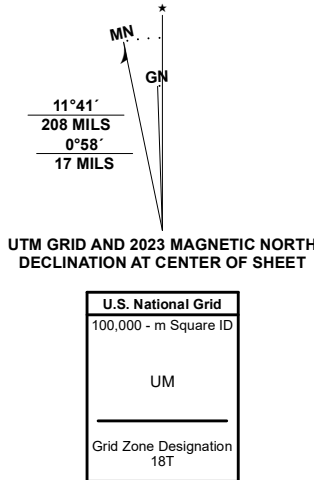 ★
MN
GN
11°41´
208 MILS
0°58´
17 MILS
UTM GRID AND 2023 MAGNETIC NORTH
DECLINATION AT CENTER OF SHEET
U.S. National Grid
100,000 - m Square ID
UM
Grid Zone Designation
18T